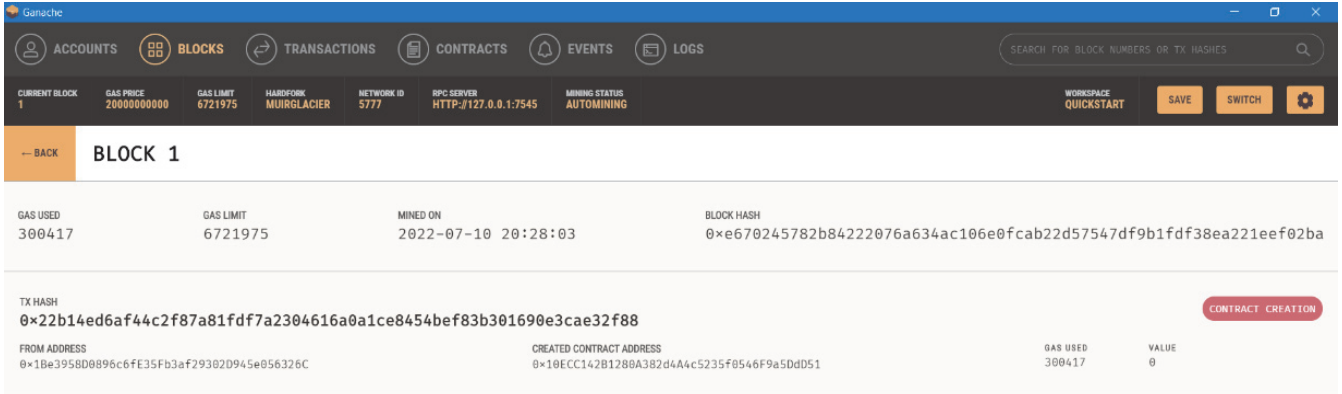 Ganache
ACCOUNTS BLOCKS TRANSACTIONS CONTRACTS EVENTS LOGS SEARCH FOR BLOCK NUMBERS OR TX HASHES
CURRENT BLOCK GAS PRICE GAS LIMIT HARDFORK NETWORK ID RPC SERVER MINING STATUS WORKSPACE
1 20000000000 6721975 MUIRGLACIER 5777 HTTP://127.0.0.1:7545 AUTOMINING QUICKSTART SAVE SWITCH
← BACK BLOCK 1
GAS USED GAS LIMIT MINED ON BLOCK HASH
300417 6721975 2022-07-10 20:28:03 0×e670245782b84222076a634ac106e0fcab22d57547df9b1fdf38ea221eef02ba
TX HASH
0×22b14ed6af44c2f87a81fdf7a2304616a0a1ce8454bef83b301690e3cae32f88 CONTRACT CREATION
FROM ADDRESS CREATED CONTRACT ADDRESS GAS USED VALUE
0×1Be3958D0896c6fE35Fb3af29302D945e056326C 0×10ECC142B1280A382d4A4c5235f0546F9a5DdD51 300417 0